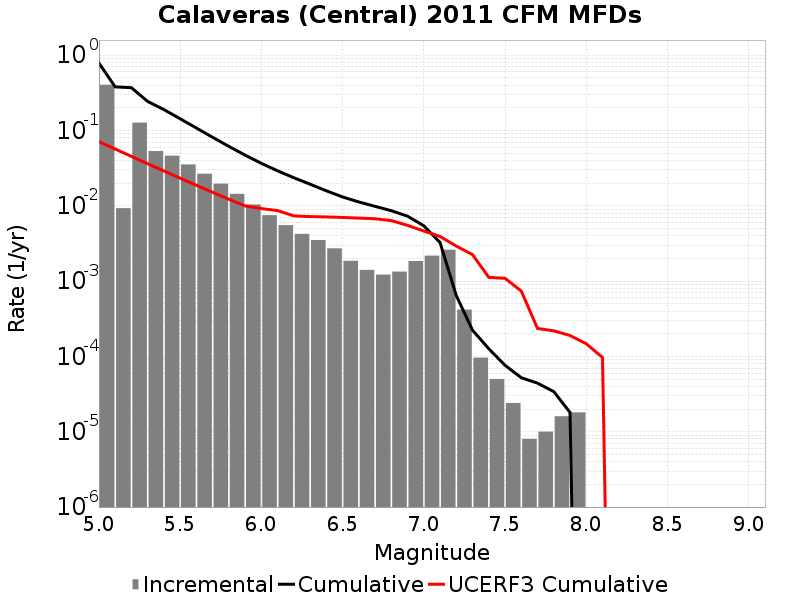 Calaveras (Central) 2011 CFM MFDs
10^0
10^-1
10^-2
10^-3
10^-4
10^-5
10^-6
Rate (1/yr)
5.0 5.5 6.0 6.5 7.0 7.5 8.0 8.5 9.0
Magnitude
Incremental Cumulative UCERF3 Cumulative